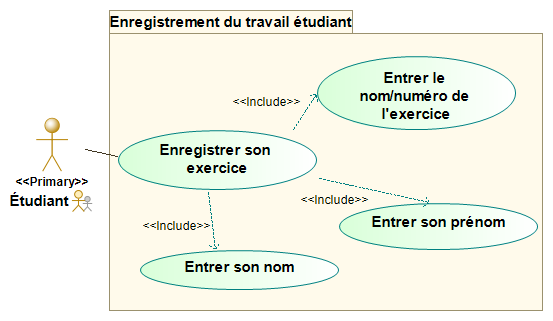 Enregistrement du travail étudiant
Entrer le
nom/numéro de
l'exercice
<<Include>>
Enregistrer son
exercice
<<Primary>>
Étudiant
<<Include>>
Entrer son prénom
<<Include>>
Entrer son nom